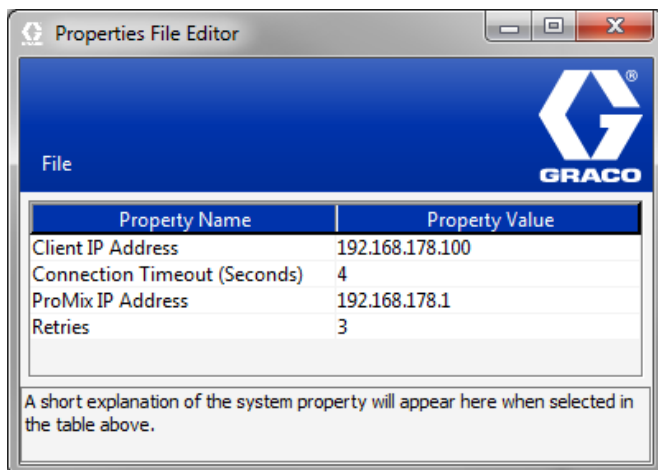 Properties File Editor
®
GRACO
File
Property Name Property Value
Client IP Address 192.168.178.100
Connection Timeout (Seconds) 4
ProMix IP Address 192.168.178.1
Retries 3
A short explanation of the system property will appear here when selected in
the table above.